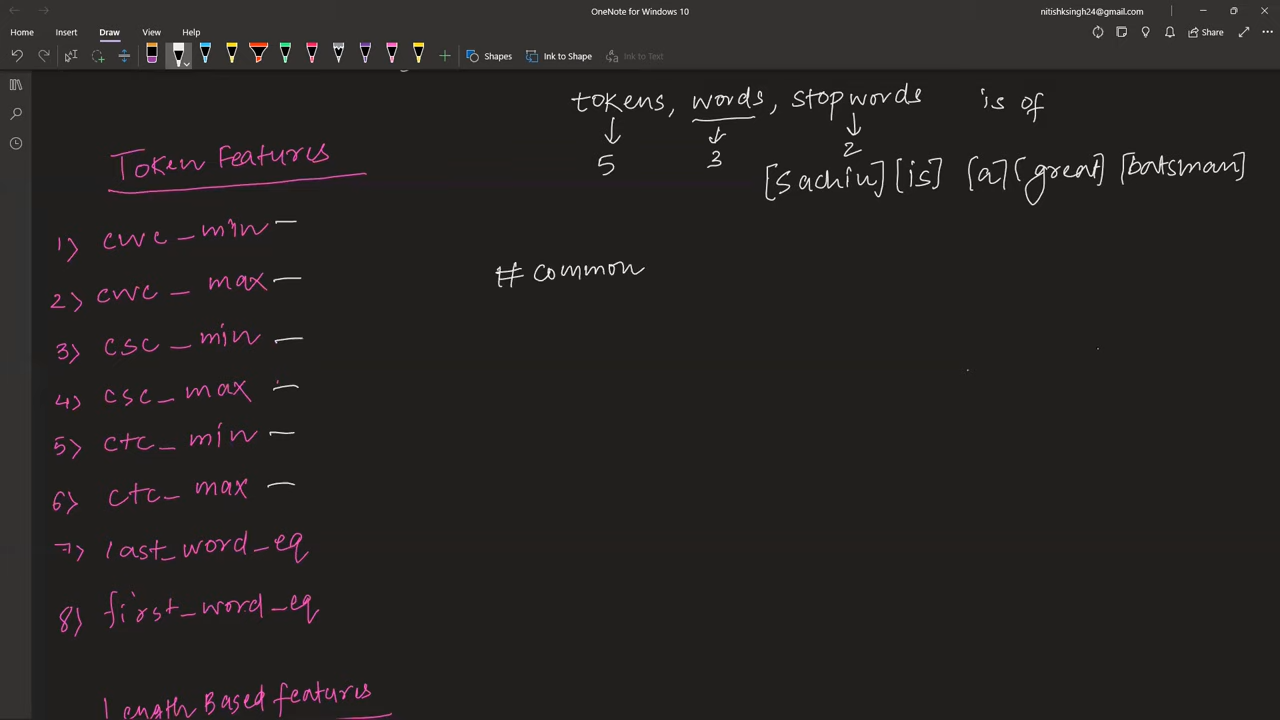 OneNote for Windows 10
nitishksingh24@gmail.com
Home Insert Draw View Help
Share
Shapes Ink to Shape Ink to Text
tokens, words, stopwords is of
5 3 2
[Sachin] [is] [a] [great] [batsman]
Token Features
1) cwc_min
2) cwc_max
# common
3) csc_min
4) csc_max
5) ctc_min
6) ctc_max
7) last_word_eq
8) first_word_eq
Length Based features